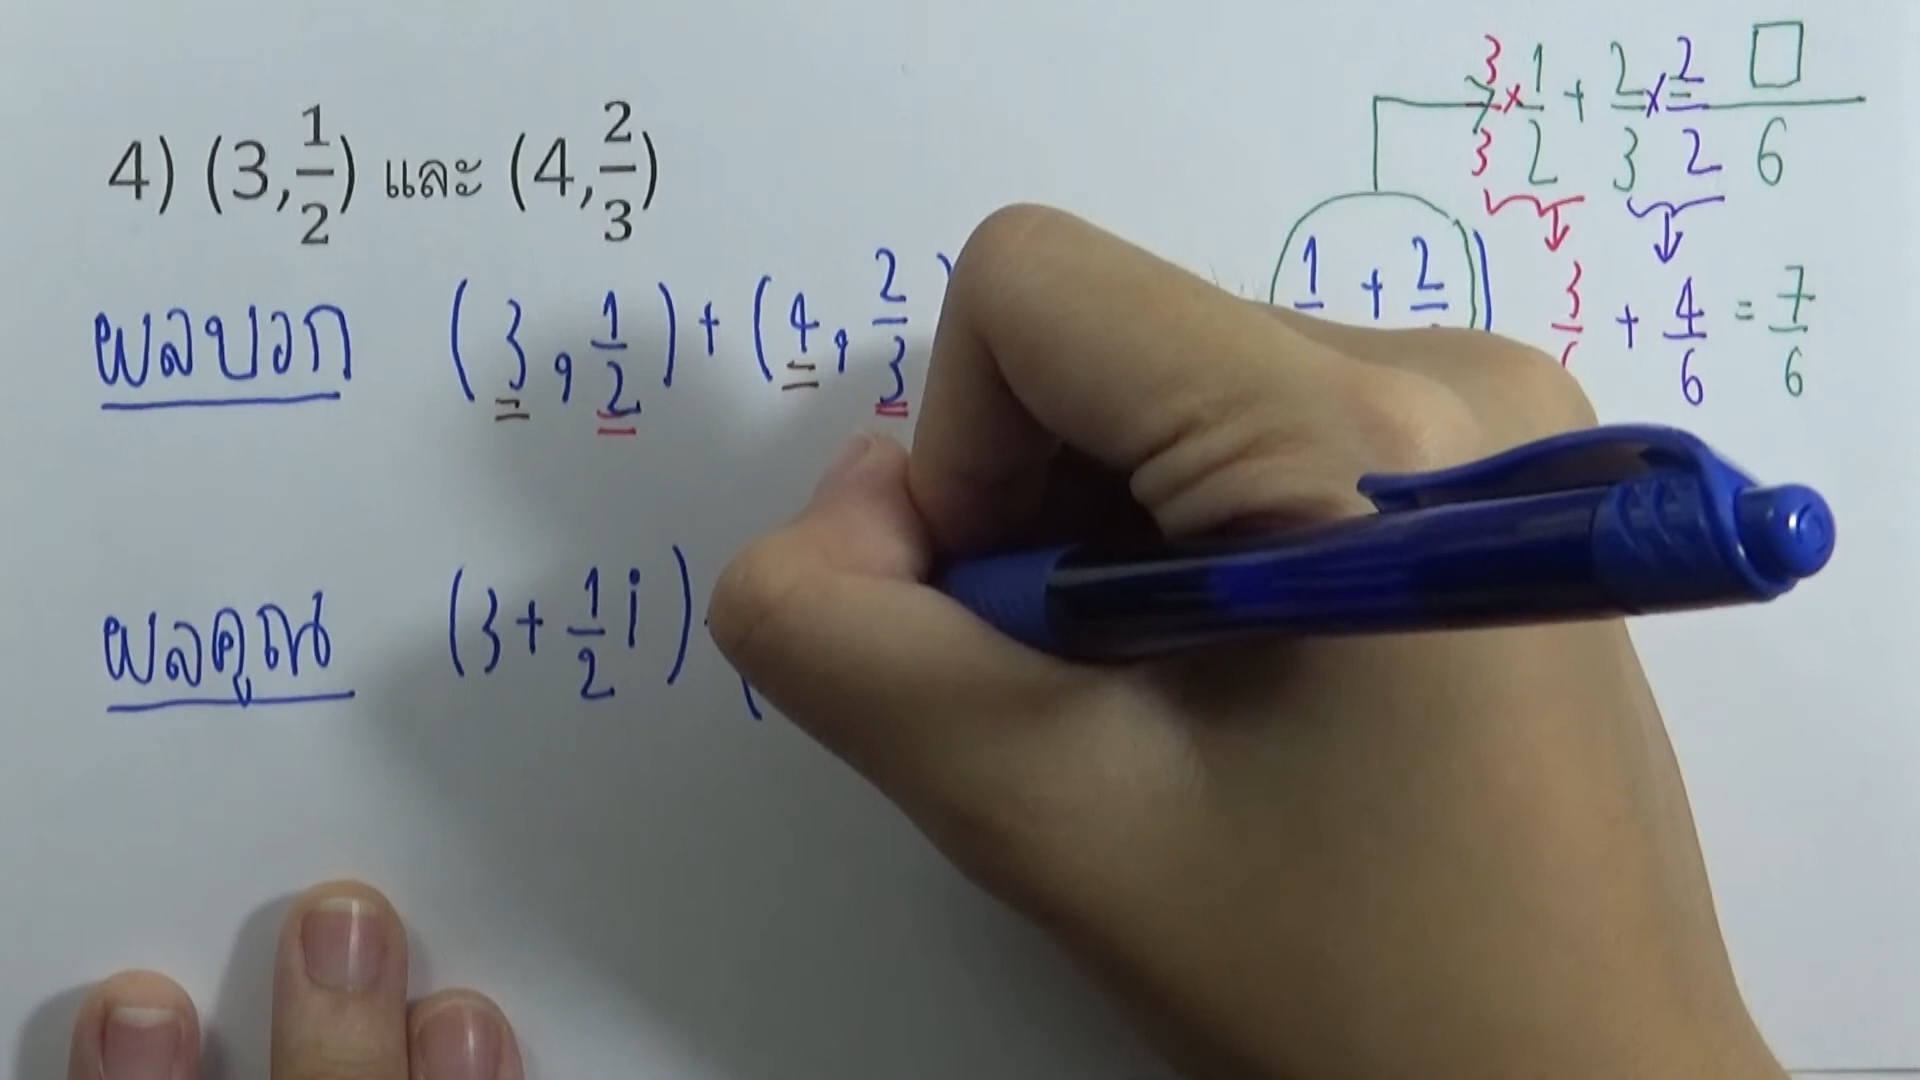 4) (3, 1/2) และ (4, 2/3)
3/3 × 1/2 + 2/3 × 2/2 □/6
ผลบวก (3, 1/2) + (4, 2/3) 1 + 2 )
3 + 4/6 = 7/6
ผลคูณ (3 + 1/2 i) (